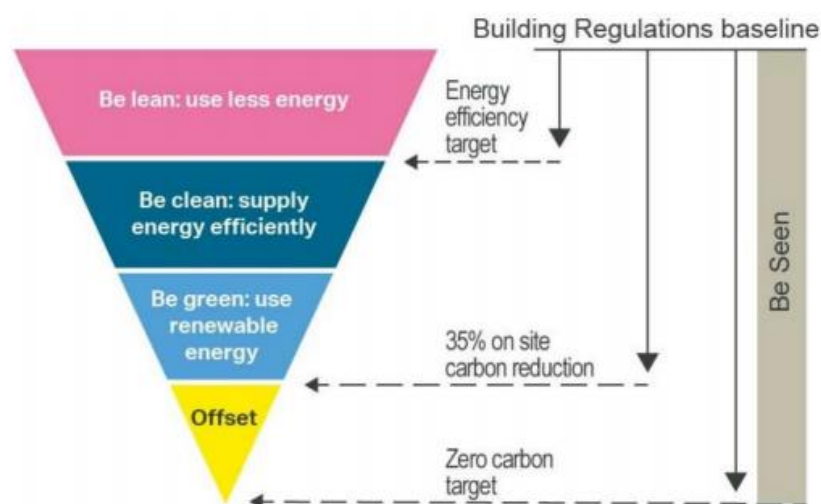 Building Regulations baseline
Be lean: use less energy
Energy
efficiency
target
Be clean: supply
energy efficiently
Be Seen
Be green: use
renewable
energy
35% on site
carbon reduction
Offset
Zero carbon
target